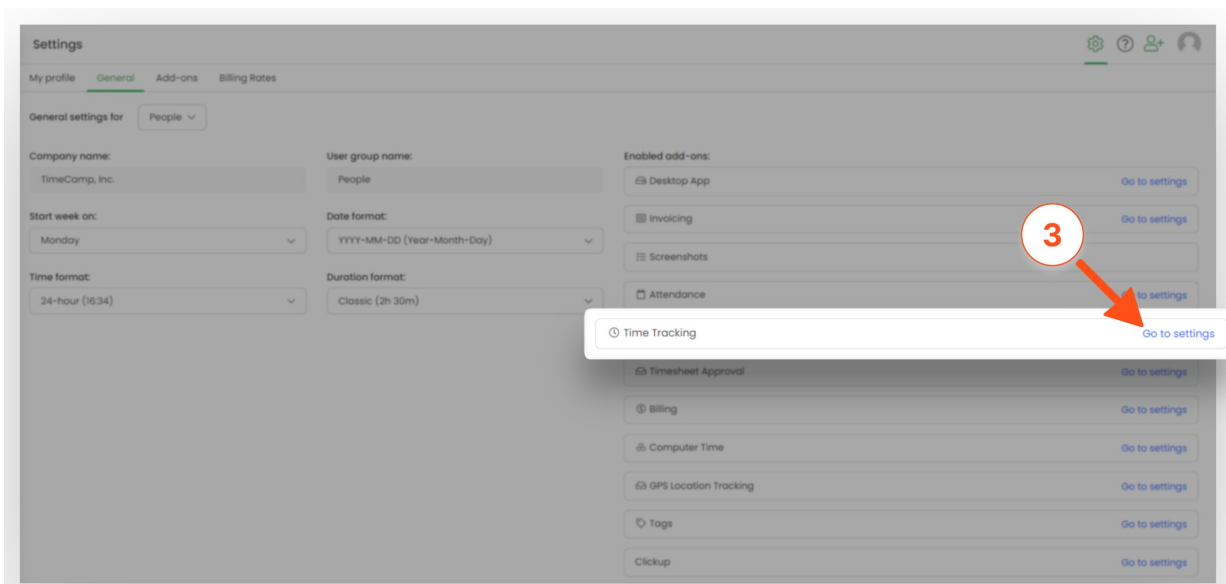 Settings
My profile General Add-ons Billing Rates
General settings for People
Company name:
TimeCamp, Inc.
User group name:
People
Start week on:
Monday
Date format:
YYYY-MM-DD (Year-Month-Day)
Time format:
24-hour (16:34)
Duration format:
Classic (2h 30m)
Enabled add-ons:
Desktop App Go to settings
Invoicing Go to settings
Screenshots
3
Attendance to settings
Time Tracking Go to settings
Timesheet Approval Go to settings
Billing Go to settings
Computer Time Go to settings
GPS Location Tracking Go to settings
Tags Go to settings
Clickup Go to settings